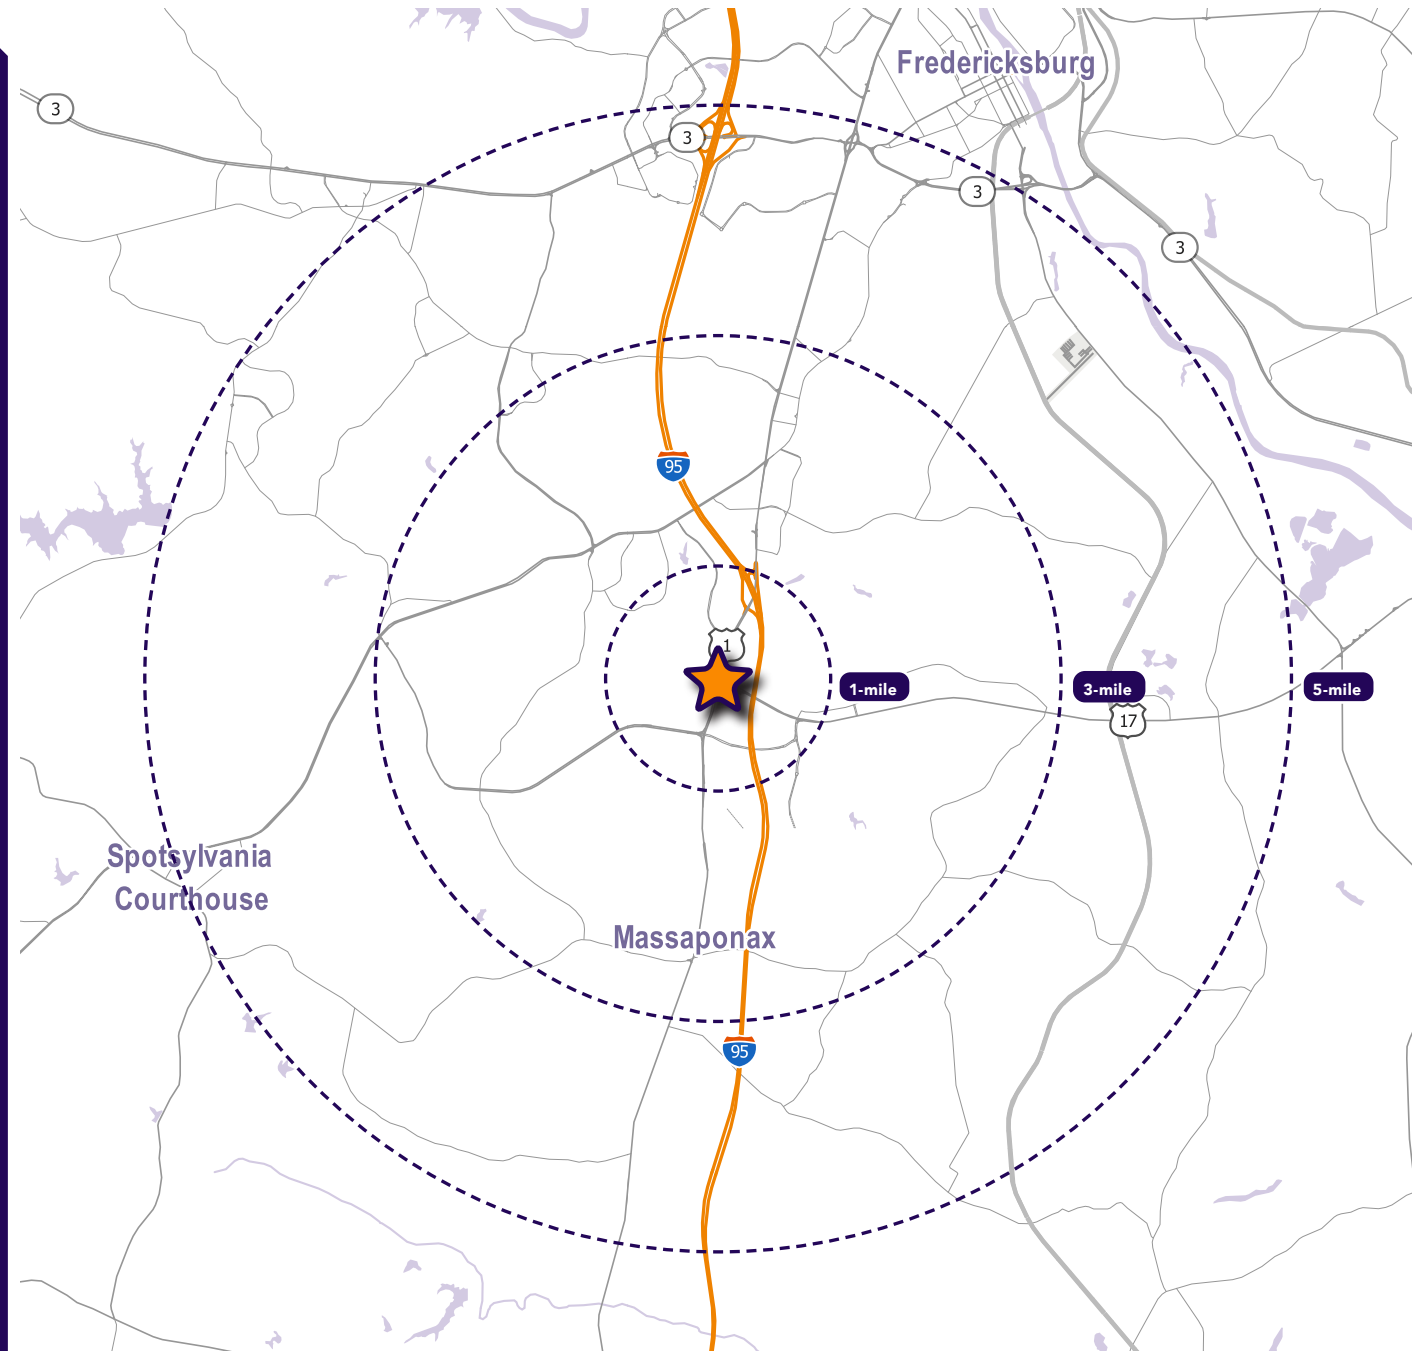 Fredericksburg
3
3
3
3
95
1
1-mile
3-mile
5-mile
17
Spotsylvania
Courthouse
Massaponax
95